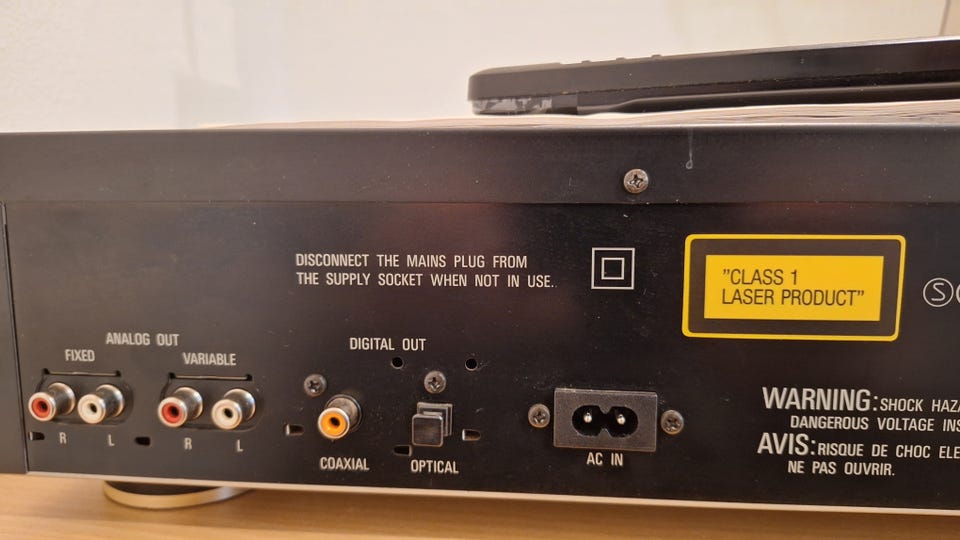 DISCONNECT THE MAINS PLUG FROM
THE SUPPLY SOCKET WHEN NOT IN USE.
"CLASS 1
LASER PRODUCT"
S
ANALOG OUT
FIXED
VARIABLE
R
L
R
L
DIGITAL OUT
COAXIAL
OPTICAL
AC IN
WARNING: SHOCK
DANGEROUS VOLTAGE
AVIS: RISQUE DE CHOC
NE PAS OUVRIR.